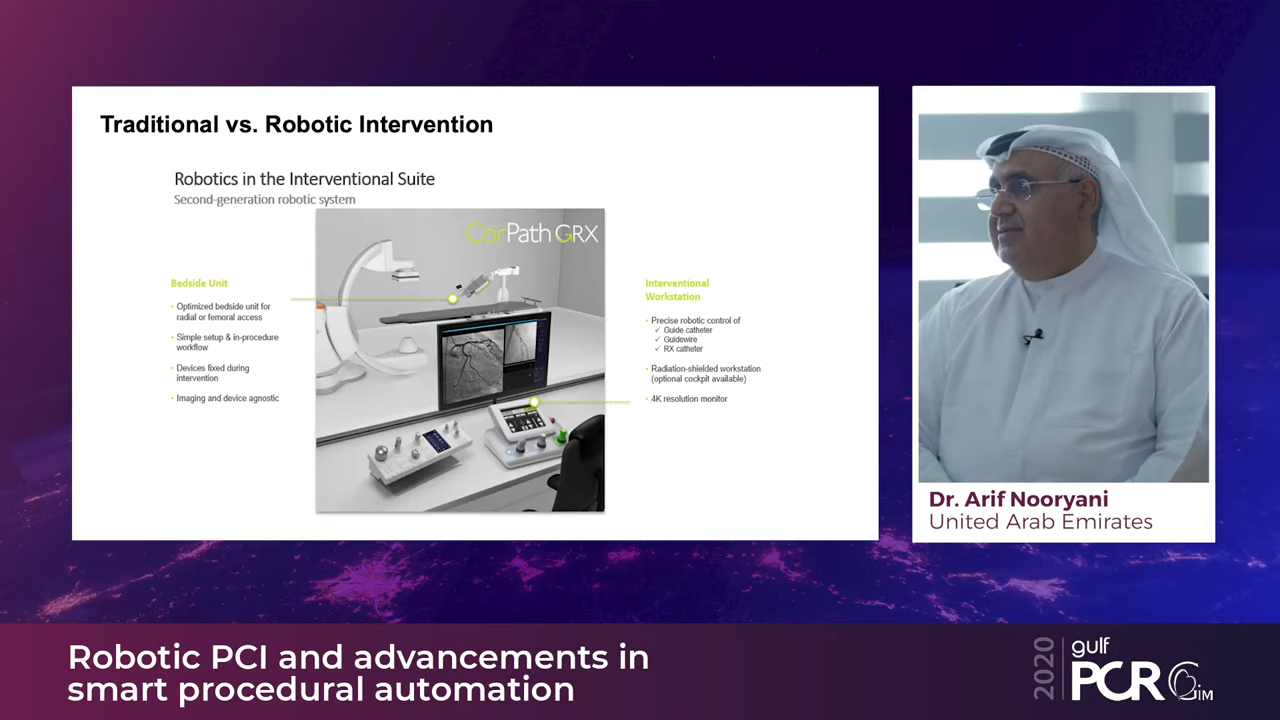 Traditional vs. Robotic Intervention
Robotics in the Interventional Suite
Second-generation robotic system
CorPath GRX
Bedside Unit
• Optimized bedside unit for
radial or femoral access
• Simple setup & in-procedure
workflow
• Devices fixed during
intervention
• Imaging and device agnostic
Interventional
Workstation
• Precise robotic control of
✓ Guide catheter
✓ Guidewire
✓ RX catheter
• Radiation-shielded workstation
(optional cockpit available)
• 4K resolution monitor
Dr. Arif Nooryani
United Arab Emirates
Robotic PCI and advancements in
smart procedural automation
2020
gulf
PCR GIM